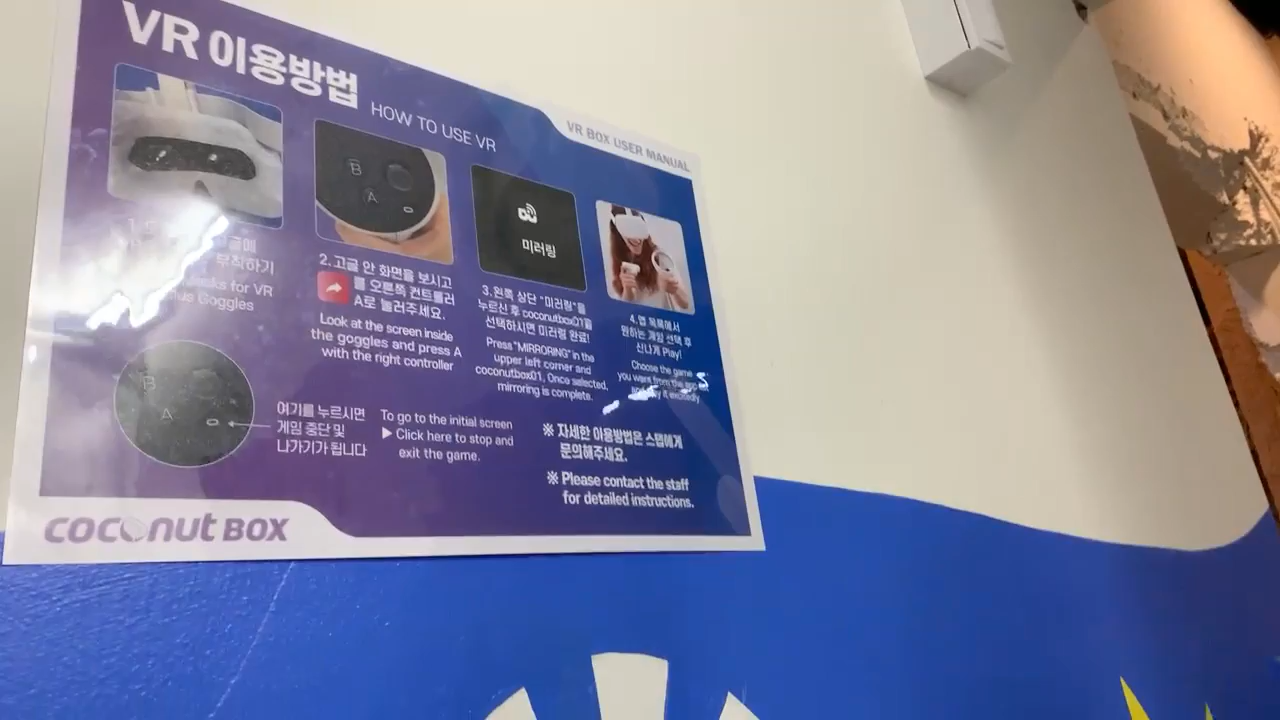 VR 이용방법
HOW TO USE VR
VR BOX USER MANUAL
B
A
미러링
부착하기
for VR
Goggles
2.고글 안 화면을 보시고
를 오른쪽 컨트롤러
A로 눌러주세요.
Look at the screen inside
the goggles and press A
with the right controller
3.왼쪽 상단 "미러링"을
누르신 후 coconutbox01을
선택하시면 미러링 완료!
Press "MIRRORING" in the
upper left corner and
coconutbox01, Once selected,
mirroring is complete.
4.앱 목록에서
원하는 게임 선택 후
신나게 Play!
Choose the game
you want from the app
and play it excitedly
B
A
여기를 누르시면
게임 중단 및
나가기가 됩니다
To go to the initial screen
▶ Click here to stop and
exit the game.
※ 자세한 이용방법은 스텝에게
문의해주세요.
※ Please contact the staff
for detailed instructions.
coconut BOX